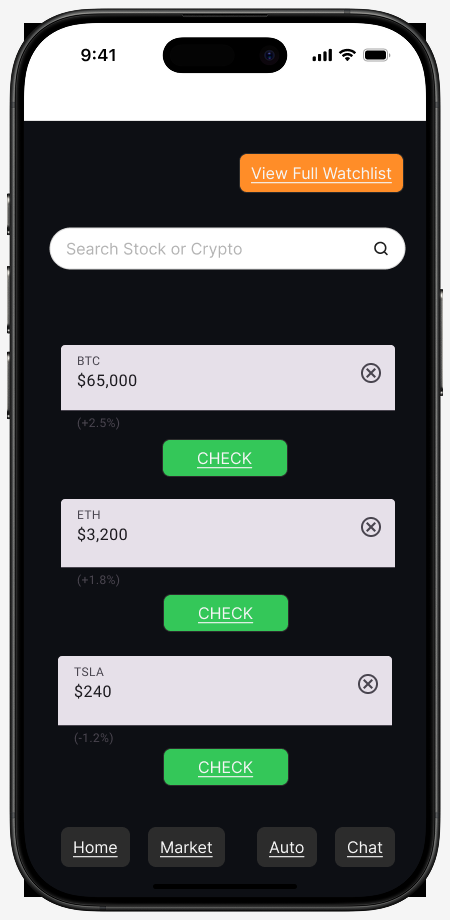 9:41
View Full Watchlist
Search Stock or Crypto
BTC
$65,000
(+2.5%)
CHECK
ETH
$3,200
(+1.8%)
CHECK
TSLA
$240
(-1.2%)
CHECK
Home Market Auto Chat